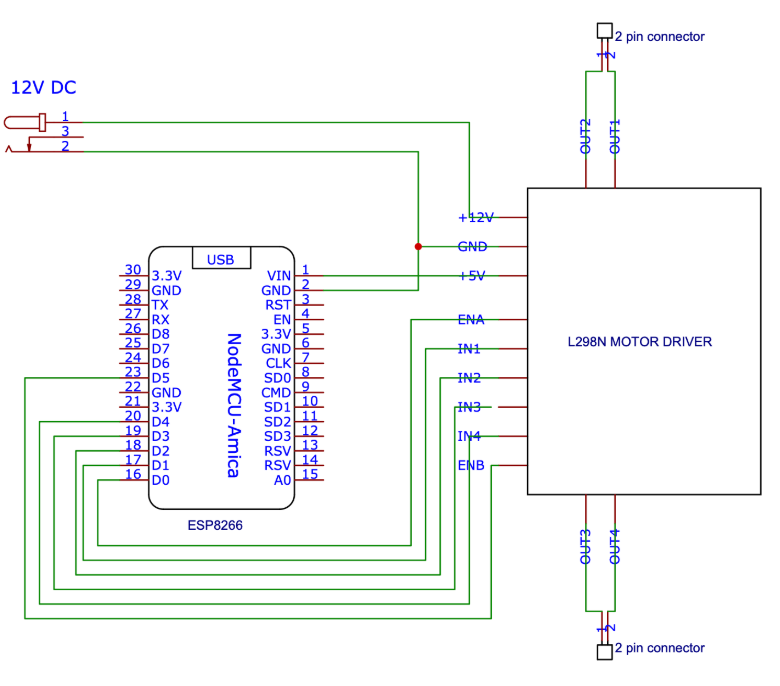 2 pin connector
1
2
12V DC
1
3
2
OUT2
OUT1
+12V
GND
+5V
ENA
IN1
IN2
IN3
IN4
ENB
L298N MOTOR DRIVER
USB
30 3.3V
29 GND
28 TX
27 RX
26 D8
25 D7
24 D6
23 D5
22 GND
21 3.3V
20 D4
19 D3
18 D2
17 D1
16 D0
VIN 1
GND 2
RST 3
EN 4
3.3V 5
GND 6
CLK 7
SD0 8
CMD 9
SD1 10
SD2 11
SD3 12
RSV 13
RSV 14
A0 15
NodeMCU-Amica
ESP8266
OUT3
OUT4
1
2
2 pin connector